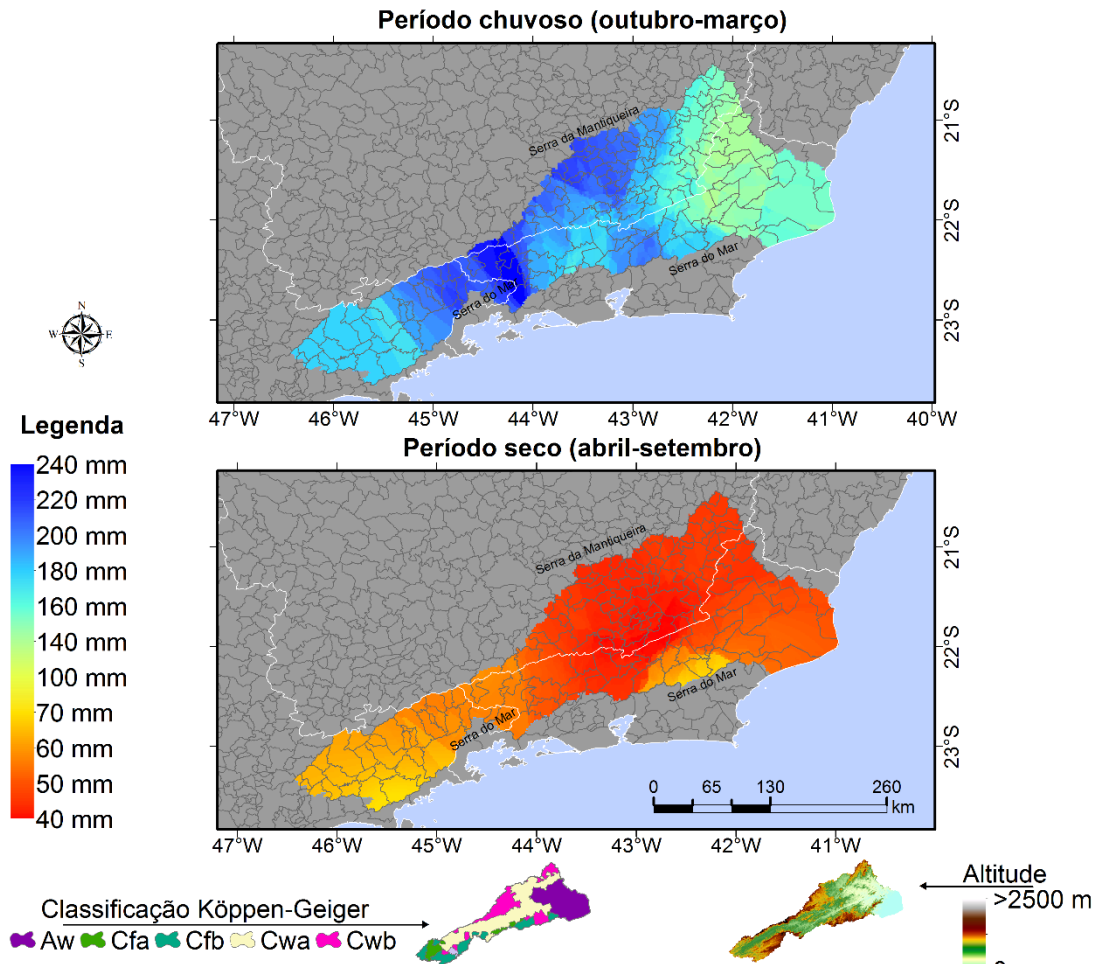 Período chuvoso (outubro-março)
Serra da Mantiqueira
Serra do Mar
Serra do Mar
21°S
22°S
23°S
N
W
E
S
47°W 46°W 45°W 44°W 43°W 42°W 41°W 40°W
Legenda
240 mm
220 mm
200 mm
180 mm
160 mm
140 mm
100 mm
70 mm
60 mm
50 mm
40 mm
Período seco (abril-setembro)
Serra da Mantiqueira
Serra do Mar
Serra do Mar
21°S
22°S
23°S
0 65 130 260
km
47°W 46°W 45°W 44°W 43°W 42°W 41°W
Classificação Köppen-Geiger
Aw Cfa Cfb Cwa Cwb
Altitude
>2500 m